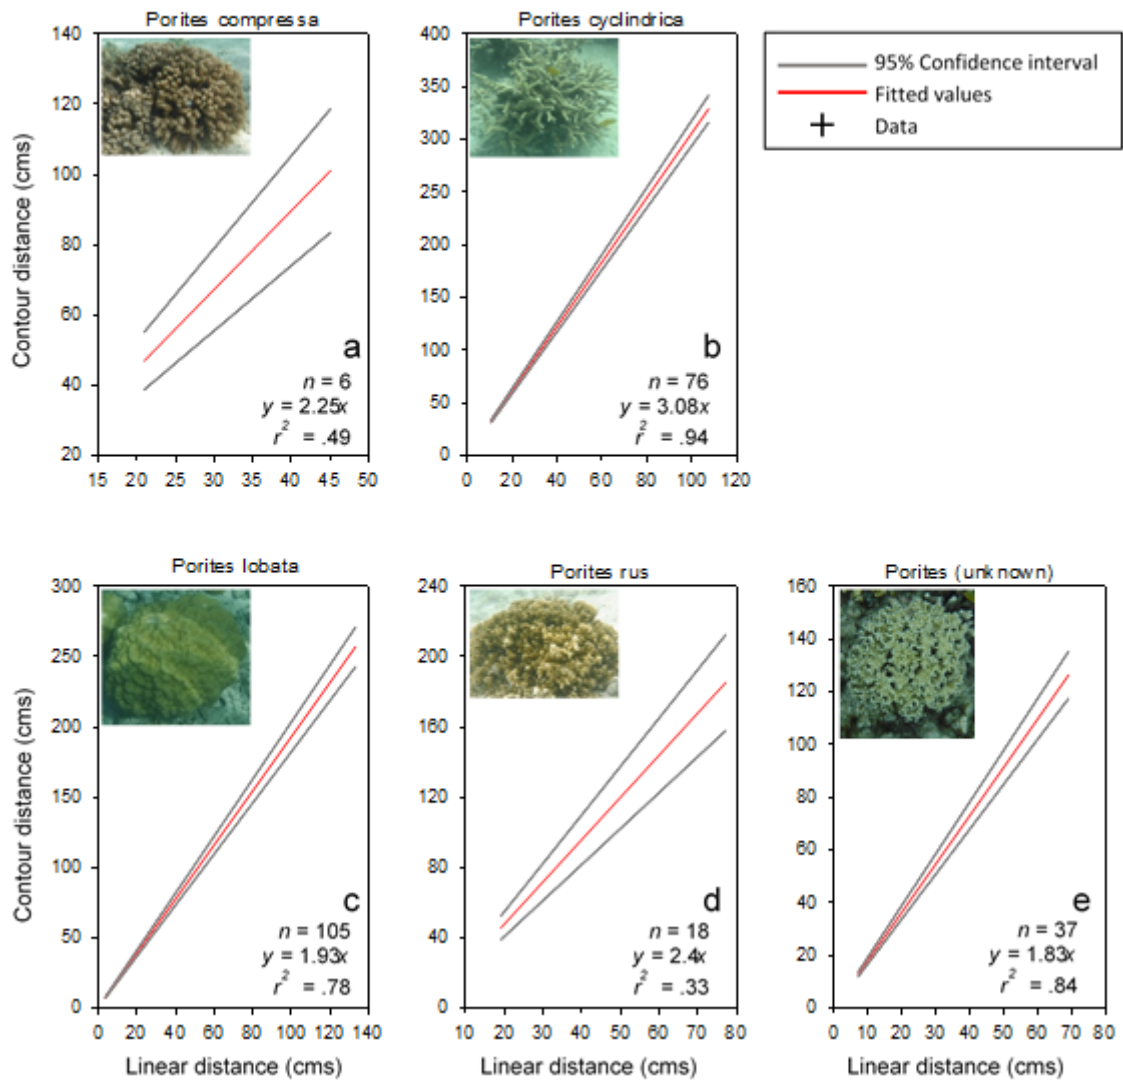 Porites compressa
140
120
100
80
60
40
20
15 20 25 30 35 40 45 50
Contour distance (cms)
a
n = 6
y = 2.25x
r² = .49
Porites cyclindrica
400
350
300
250
200
150
100
50
0
0 20 40 60 80 100 120
b
n = 76
y = 3.08x
r² = .94
95% Confidence interval
Fitted values
Data
Porites lobata
300
250
200
150
100
50
0
0 20 40 60 80 100 120 140
Contour distance (cms)
Linear distance (cms)
c
n = 105
y = 1.93x
r² = .78
Porites rus
240
200
160
120
80
40
0
10 20 30 40 50 60 70 80
Linear distance (cms)
d
n = 18
y = 2.4x
r² = .33
Porites (unknown)
160
140
120
100
80
60
40
20
0
0 10 20 30 40 50 60 70 80
Linear distance (cms)
e
n = 37
y = 1.83x
r² = .84